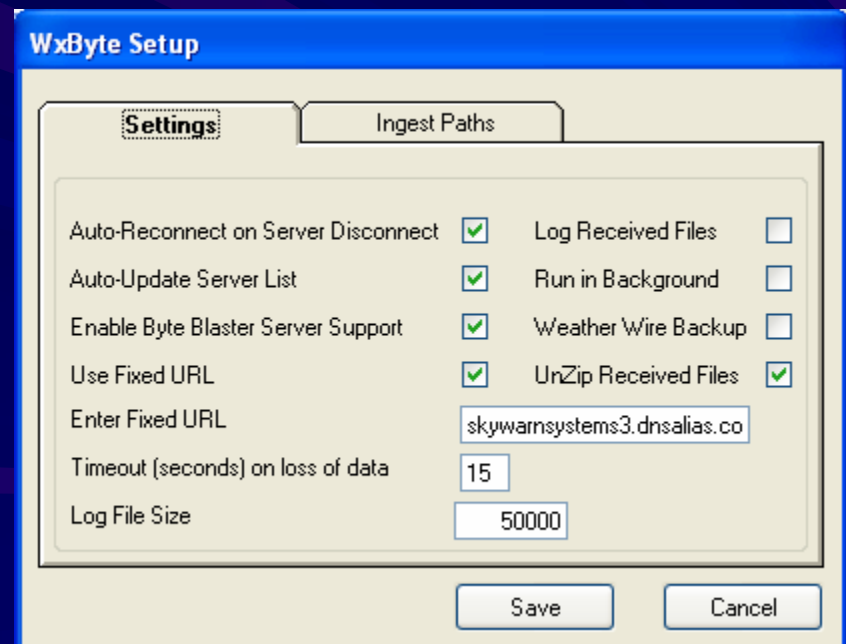 WxByte Setup
Settings
Ingest Paths
Auto-Reconnect on Server Disconnect
Log Received Files
Auto-Update Server List
Run in Background
Enable Byte Blaster Server Support
Weather Wire Backup
Use Fixed URL
UnZip Received Files
Enter Fixed URL
skywarnsystems3.dnsalias.co
Timeout (seconds) on loss of data
15
Log File Size
50000
Save
Cancel